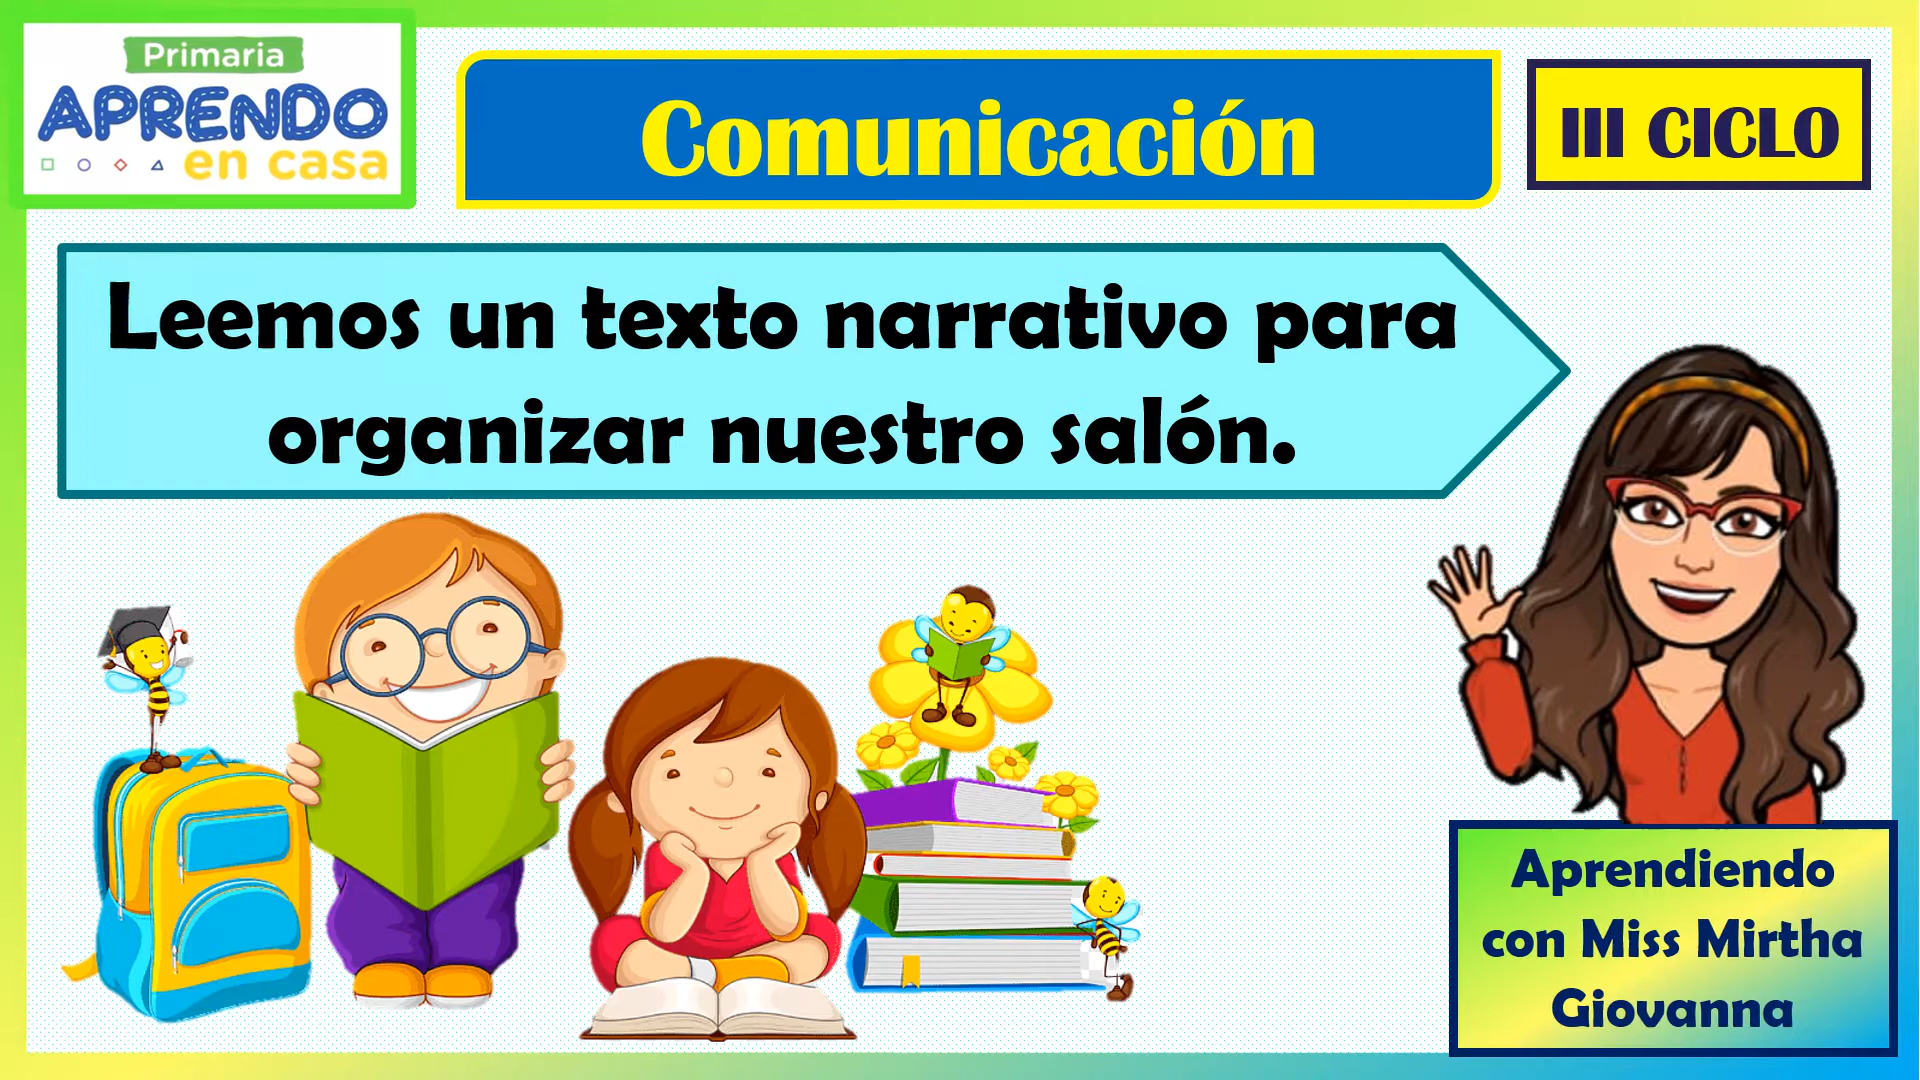 Primaria
APRENDO
en casa
Comunicación
III CICLO
Leemos un texto narrativo para
organizar nuestro salón.
Aprendiendo
con Miss Mirtha
Giovanna